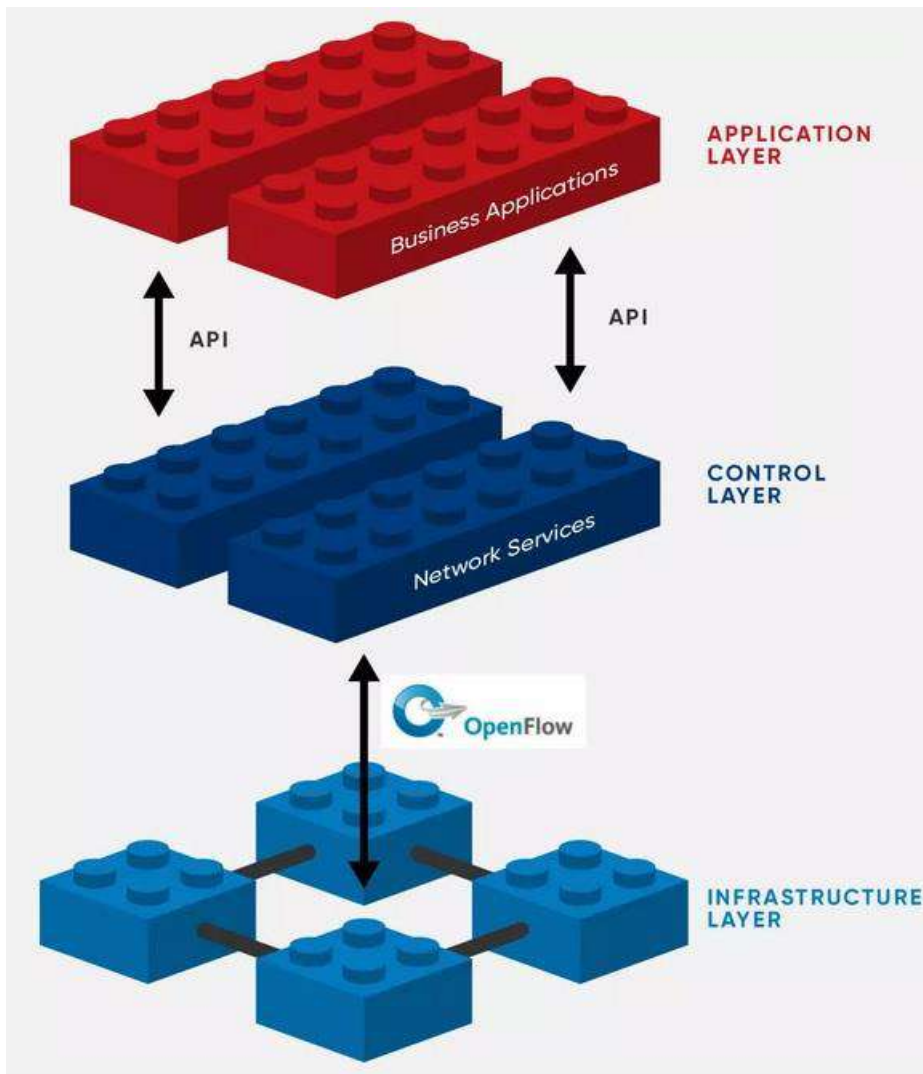 APPLICATION
LAYER
Business Applications
API
API
CONTROL
LAYER
Network Services
OpenFlow
INFRASTRUCTURE
LAYER